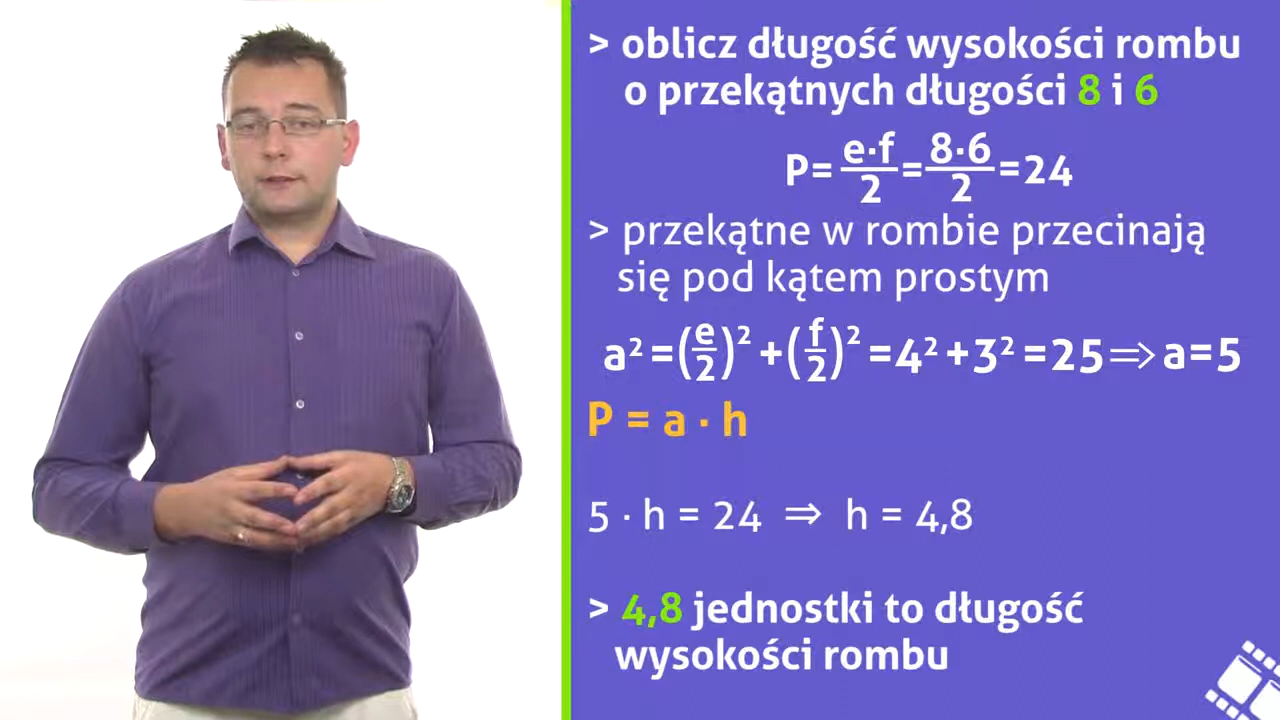 > oblicz długość wysokości rombu
o przekątnych długości 8 i 6
P= e·f/2 = 8·6/2 =24
> przekątne w rombie przecinają
się pod kątem prostym
a²=(e/2)²+(f/2)²=4²+3²=25⇒a=5
P = a · h
5 · h = 24 ⇒ h = 4,8
> 4,8 jednostki to długość
wysokości rombu